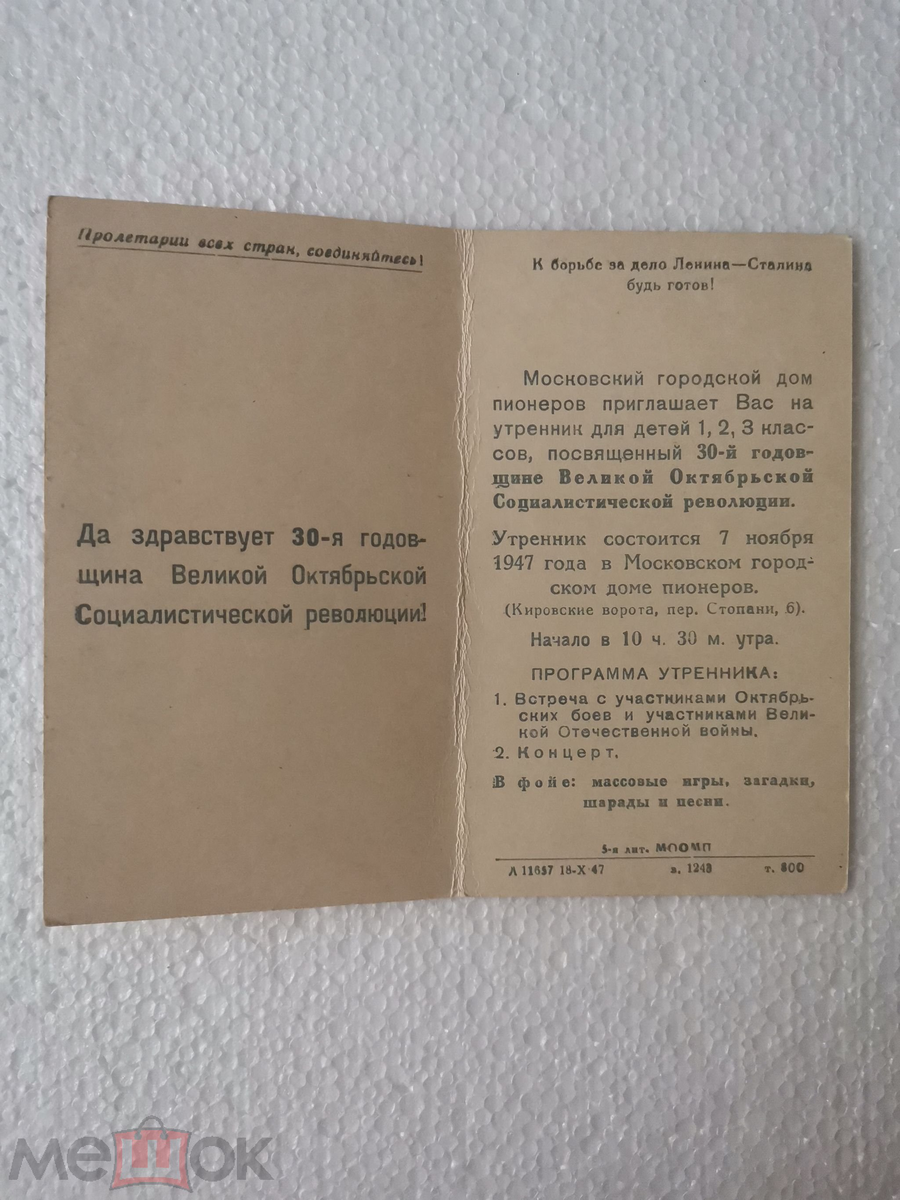 Пролетарии всех стран, соединяйтесь!
Да здравствует 30-я годов-
щина Великой Октябрьской
Социалистической революции!
К борьбе за дело Ленина—Сталина
будь готов!
Московский городской дом
пионеров приглашает Вас на
утренник для детей 1, 2, 3 клас-
сов, посвященный 30-й годов-
щине Великой Октябрьской
Социалистической революции.
Утренник состоится 7 ноября
1947 года в Московском город-
ском доме пионеров.
(Кировские ворота, пер. Стопани, 6).
Начало в 10 ч. 30 м. утра.
ПРОГРАММА УТРЕННИКА:
1. Встреча с участниками Октябрь-
ских боев и участниками Вели-
кой Отечественной войны.
2. Концерт.
В фойе: массовые игры, загадки,
шарады и песни.
5-я лит. МООМП
Л 11657 18-X 47 з. 1243 т. 800
мешок